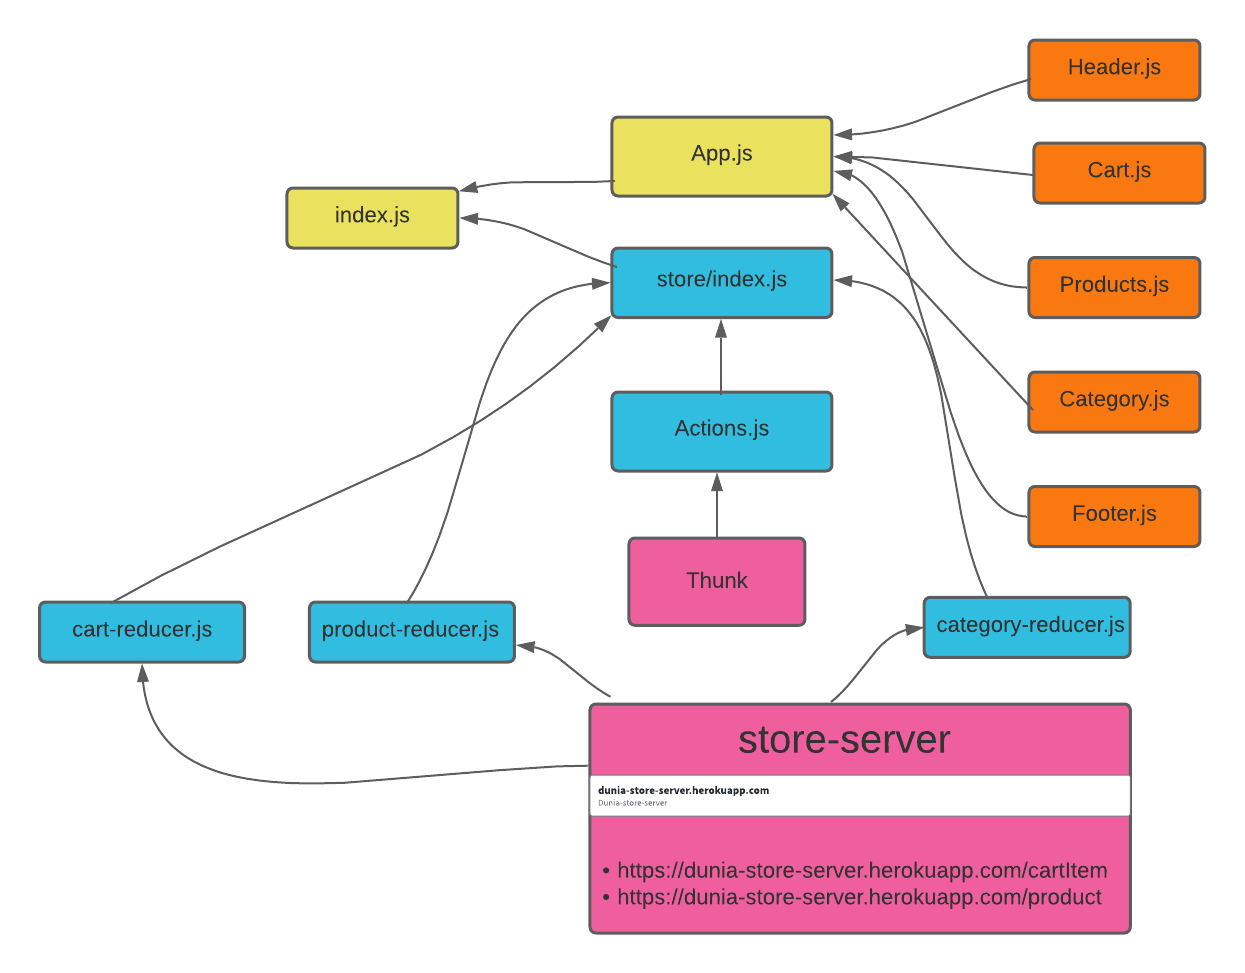 Header.js
App.js
Cart.js
index.js
store/index.js
Products.js
Category.js
Actions.js
Footer.js
Thunk
cart-reducer.js
product-reducer.js
category-reducer.js
store-server
dunia-store-server.herokuapp.com
Dunia-store-server
• https://dunia-store-server.herokuapp.com/cartItem
• https://dunia-store-server.herokuapp.com/product